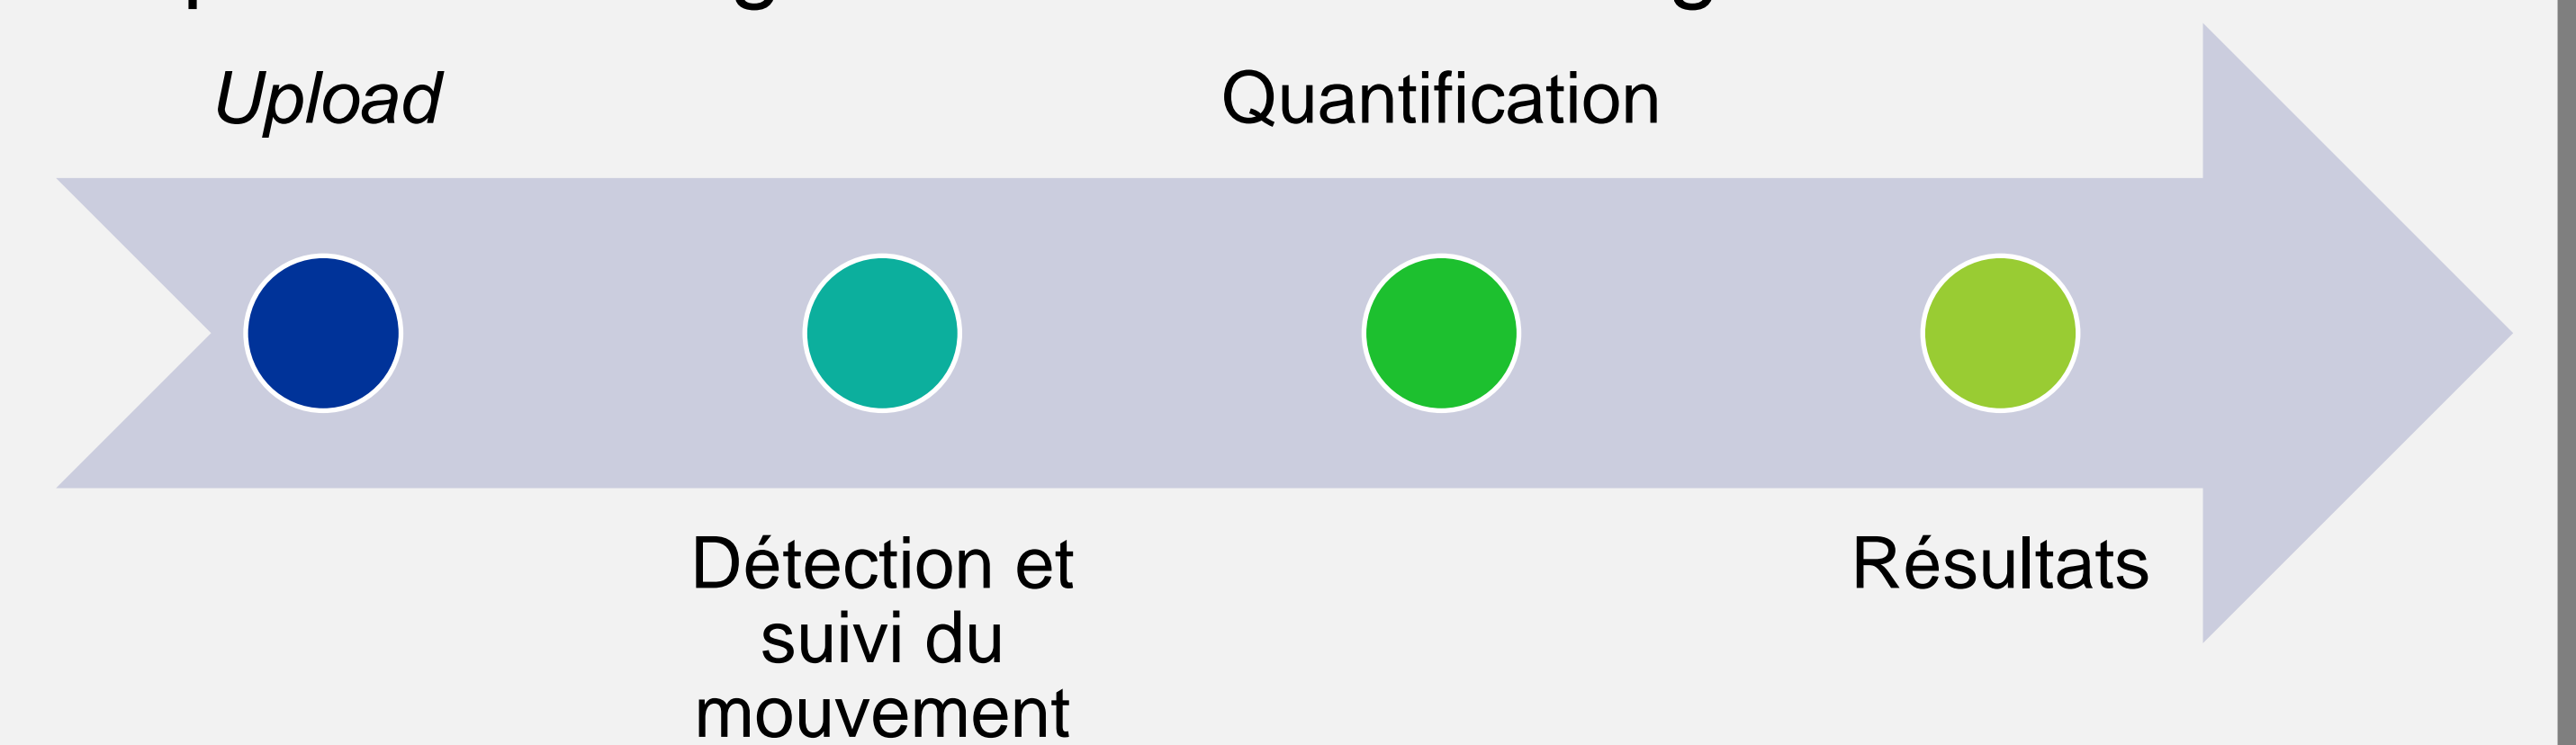 Upload
Quantification
Détection et
suivi du
mouvement
Résultats